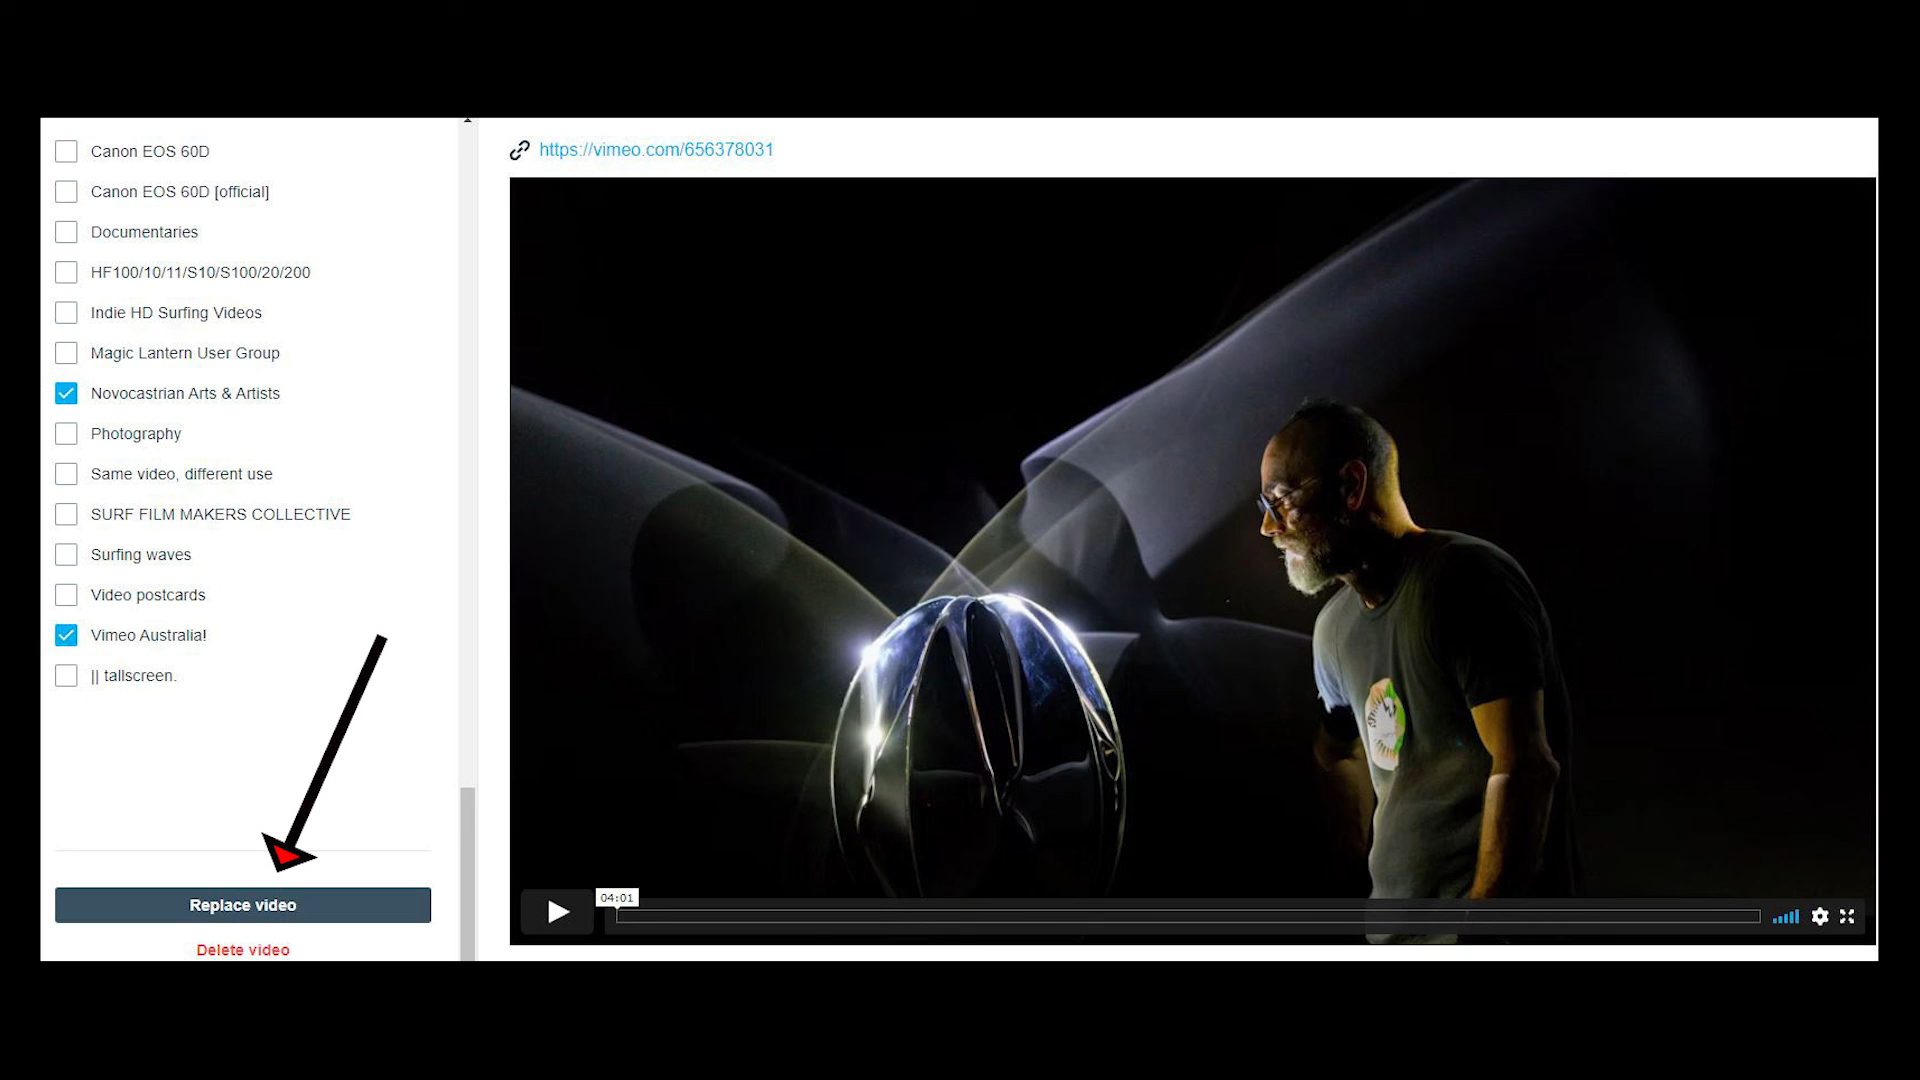 Canon EOS 60D
Canon EOS 60D [official]
Documentaries
HF100/10/11/S10/S100/20/200
Indie HD Surfing Videos
Magic Lantern User Group
Novocastrian Arts & Artists
Photography
Same video, different use
SURF FILM MAKERS COLLECTIVE
Surfing waves
Video postcards
Vimeo Australia!
|| tallscreen.
Replace video
Delete video
https://vimeo.com/656378031
04:01